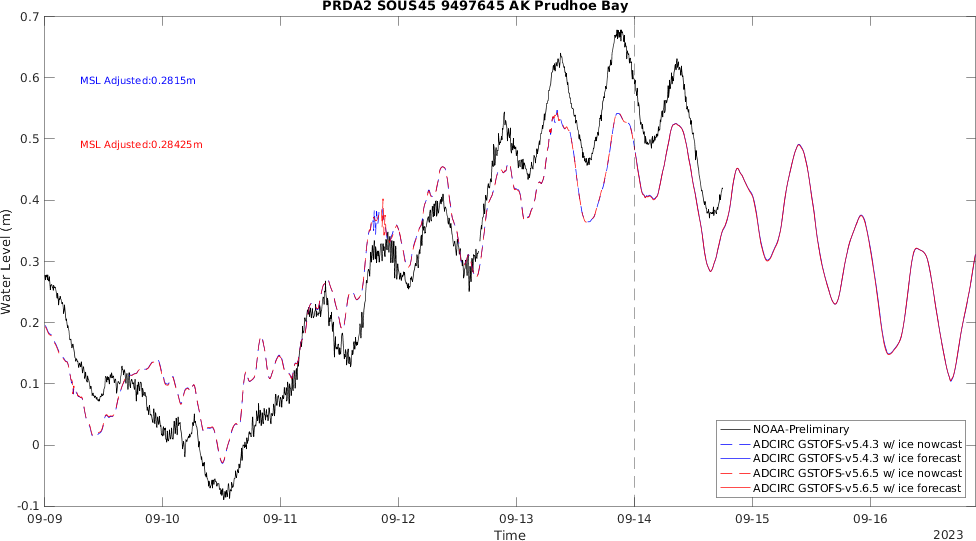 PRDA2 SOUS45 9497645 AK Prudhoe Bay
0.7
0.6
0.5
0.4
0.3
0.2
0.1
0
-0.1
Water Level (m)
MSL Adjusted:0.2815m
MSL Adjusted:0.28425m
NOAA-Preliminary
ADCIRC GSTOFS-v5.4.3 w/ ice nowcast
ADCIRC GSTOFS-v5.4.3 w/ ice forecast
ADCIRC GSTOFS-v5.6.5 w/ ice nowcast
ADCIRC GSTOFS-v5.6.5 w/ ice forecast
09-09 09-10 09-11 09-12 09-13 09-14 09-15 09-16
Time
2023